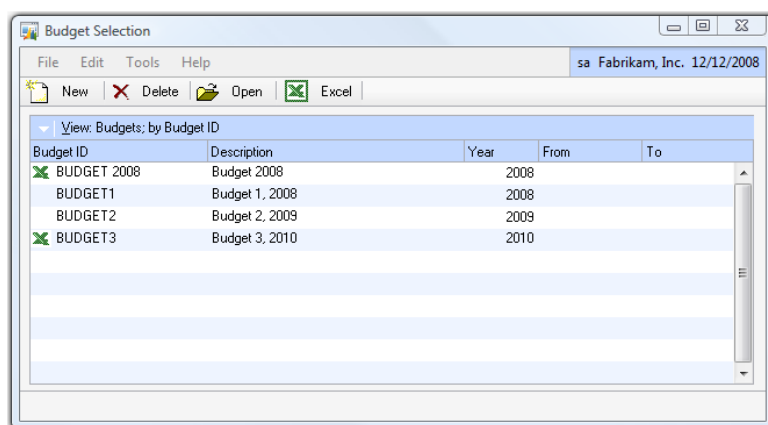 Budget Selection
File Edit Tools Help sa Fabrikam, Inc. 12/12/2008
New Delete Open Excel
View: Budgets; by Budget ID
Budget ID Description Year From To
BUDGET 2008 Budget 2008 2008
BUDGET1 Budget 1, 2008 2008
BUDGET2 Budget 2, 2009 2009
BUDGET3 Budget 3, 2010 2010